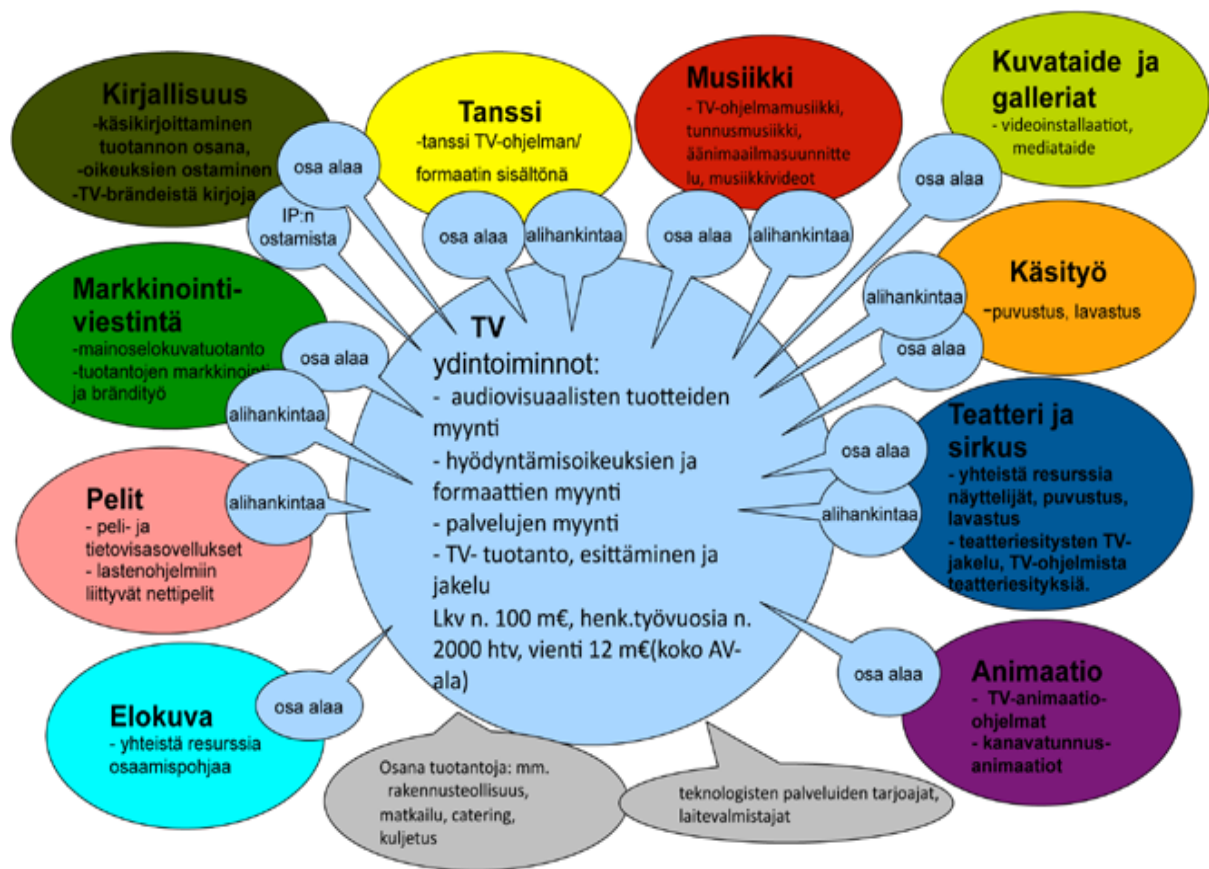 Kirjallisuus
-käsikirjoittaminen
tuotannon osana,
-oikeuksien ostaminen
-TV-brändeistä kirjoja
osa alaa
IP:n
ostamista
Tanssi
-tanssi TV-ohjelman/
formaatin sisältönä
osa alaa
alihankintaa
Musiikki
- TV-ohjelmamusiikki,
tunnusmusiikki,
äänimaailmasuunnitte
lu, musiikkivideot
osa alaa
alihankintaa
Kuvataide ja
galleriat
- videoinstallaatiot,
mediataide
osa alaa
Markkinointi-
viestintä
-mainoselokuvatuotanto
-tuotantojen markkinointi
ja brändityö
osa alaa
alihankintaa
Käsityö
-puvustus, lavastus
alihankintaa
osa alaa
TV
ydintoiminnot:
- audiovisuaalisten tuotteiden
myynti
- hyödyntämisoikeuksien ja
formaattien myynti
- palvelujen myynti
- TV- tuotanto, esittäminen ja
jakelu
Lkv n. 100 m€, henk.työvuosia n.
2000 htv, vienti 12 m€(koko AV-
ala)
Pelit
- peli- ja
tietovisasovellukset
- lastenohjelmiin
liittyvät nettipelit
alihankintaa
Teatteri ja
sirkus
- yhteistä resurssia
näyttelijät, puvustus,
lavastus
- teatteriesitysten TV-
jakelu, TV-ohjelmista
teatteriesityksiä.
osa alaa
alihankintaa
Elokuva
- yhteistä resurssia
osaamispohjaa
osa alaa
Animaatio
- TV-animaatio-
ohjelmat
- kanavatunnus-
animaatiot
osa alaa
Osana tuotantoja: mm.
rakennusteollisuus,
matkailu, catering,
kuljetus
teknologisten palveluiden tarjoajat,
laitevalmistajat